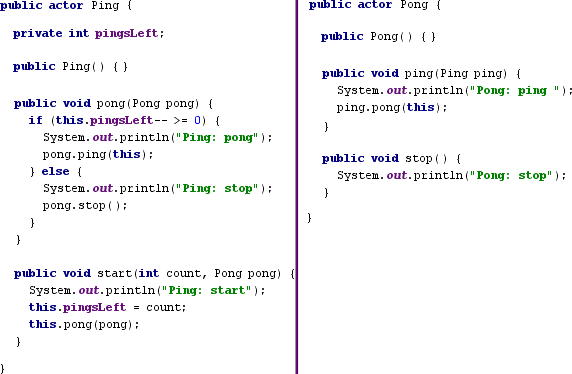 public actor Ping {
private int pingsLeft;
public Ping() {}
public void pong(Pong pong) {
if (this.pingsLeft-- >= 0) {
System.out.println("Ping: pong");
pong.ping(this);
} else {
System.out.println("Ping: stop");
pong.stop();
}
}
public void start(int count, Pong pong) {
System.out.println("Ping: start");
this.pingsLeft = count;
this.pong(pong);
}
}
public actor Pong {
public Pong() {}
public void ping(Ping ping) {
System.out.println("Pong: ping ");
ping.pong(this);
}
public void stop() {
System.out.println("Pong: stop");
}
}